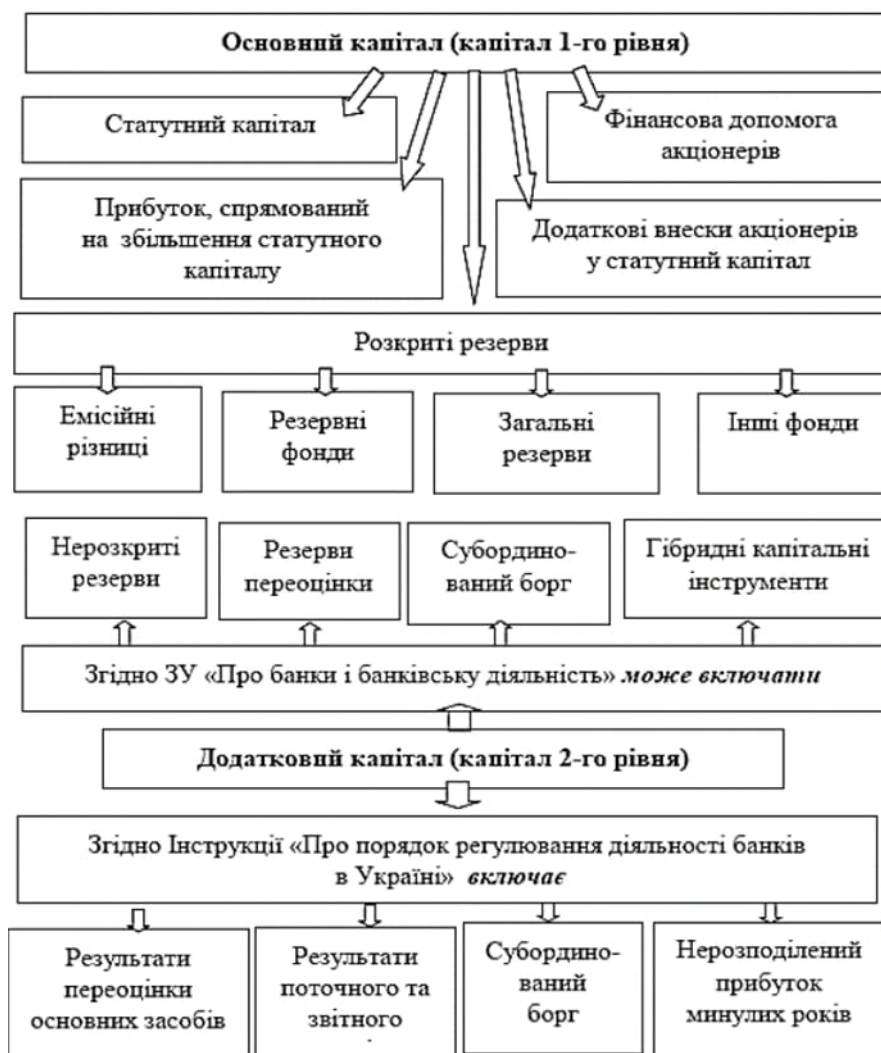 Основний капітал (капітал 1-го рівня)
Статутний капітал
Фінансова допомога
акціонерів
Прибуток, спрямований
на збільшення статутного
капіталу
Додаткові внески акціонерів
у статутний капітал
Розкриті резерви
Емісійні
різниці
Резервні
фонди
Загальні
резерви
Інші фонди
Нерозкриті
резерви
Резерви
переоцінки
Субордино-
ваний борг
Гібридні капітальні
інструменти
Згідно ЗУ «Про банки і банківську діяльність» може включати
Додатковий капітал (капітал 2-го рівня)
Згідно Інструкції «Про порядок регулювання діяльності банків
в Україні» включає
Результати
переоцінки
основних засобів
Результати
поточного та
звітного
Субордино-
ваний
борг
Нерозподілений
прибуток
минулих років